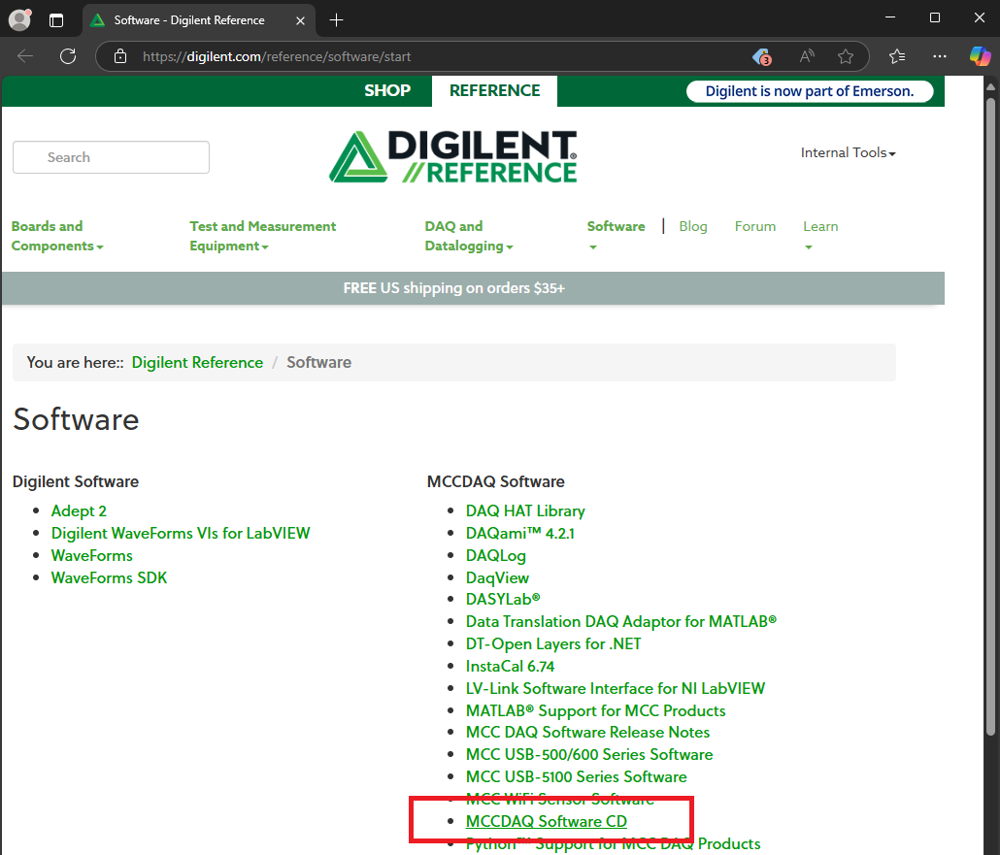 Software - Digilent Reference
https://digilent.com/reference/software/start
3
SHOP
REFERENCE
Digilent is now part of Emerson.
Search
DIGILENT®
//REFERENCE
Internal Tools
Boards and
Components
Test and Measurement
Equipment
DAQ and
Datalogging
Software
|
Blog
Forum
Learn
FREE US shipping on orders $35+
You are here:: Digilent Reference / Software
Software
Digilent Software
• Adept 2
• Digilent WaveForms VIs for LabVIEW
• WaveForms
• WaveForms SDK
MCCDAQ Software
• DAQ HAT Library
• DAQami™ 4.2.1
• DAQLog
• DaqView
• DASYLab®
• Data Translation DAQ Adaptor for MATLAB®
• DT-Open Layers for .NET
• InstaCal 6.74
• LV-Link Software Interface for NI LabVIEW
• MATLAB® Support for MCC Products
• MCC DAQ Software Release Notes
• MCC USB-500/600 Series Software
• MCC USB-5100 Series Software
• MCC WiFi Sensor Software
• MCCDAQ Software CD
• Python™ Support for MCC DAQ Products